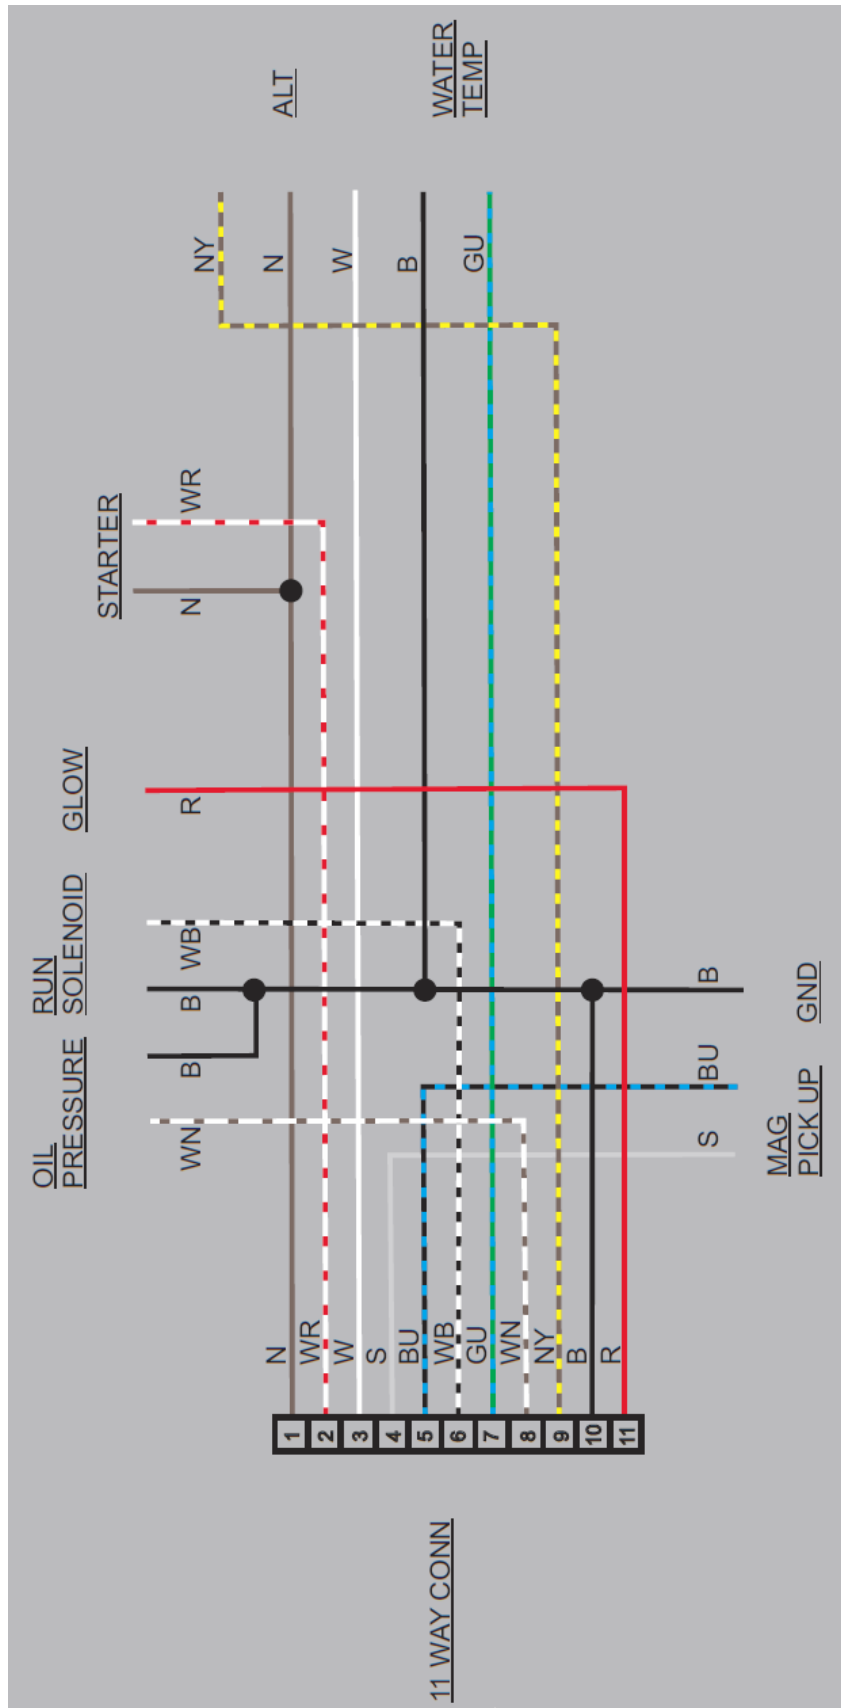 11 WAY CONN
1
2
3
4
5
6
7
8
9
10
11
N
WR
W
S
BU
WB
GU
WN
NY
B
R
OIL
PRESSURE
WN
B
RUN
SOLENOID
B
WB
GLOW
R
STARTER
N
WR
ALT
NY
N
W
WATER
TEMP
B
GU
MAG
PICK UP
S
BU
GND
B